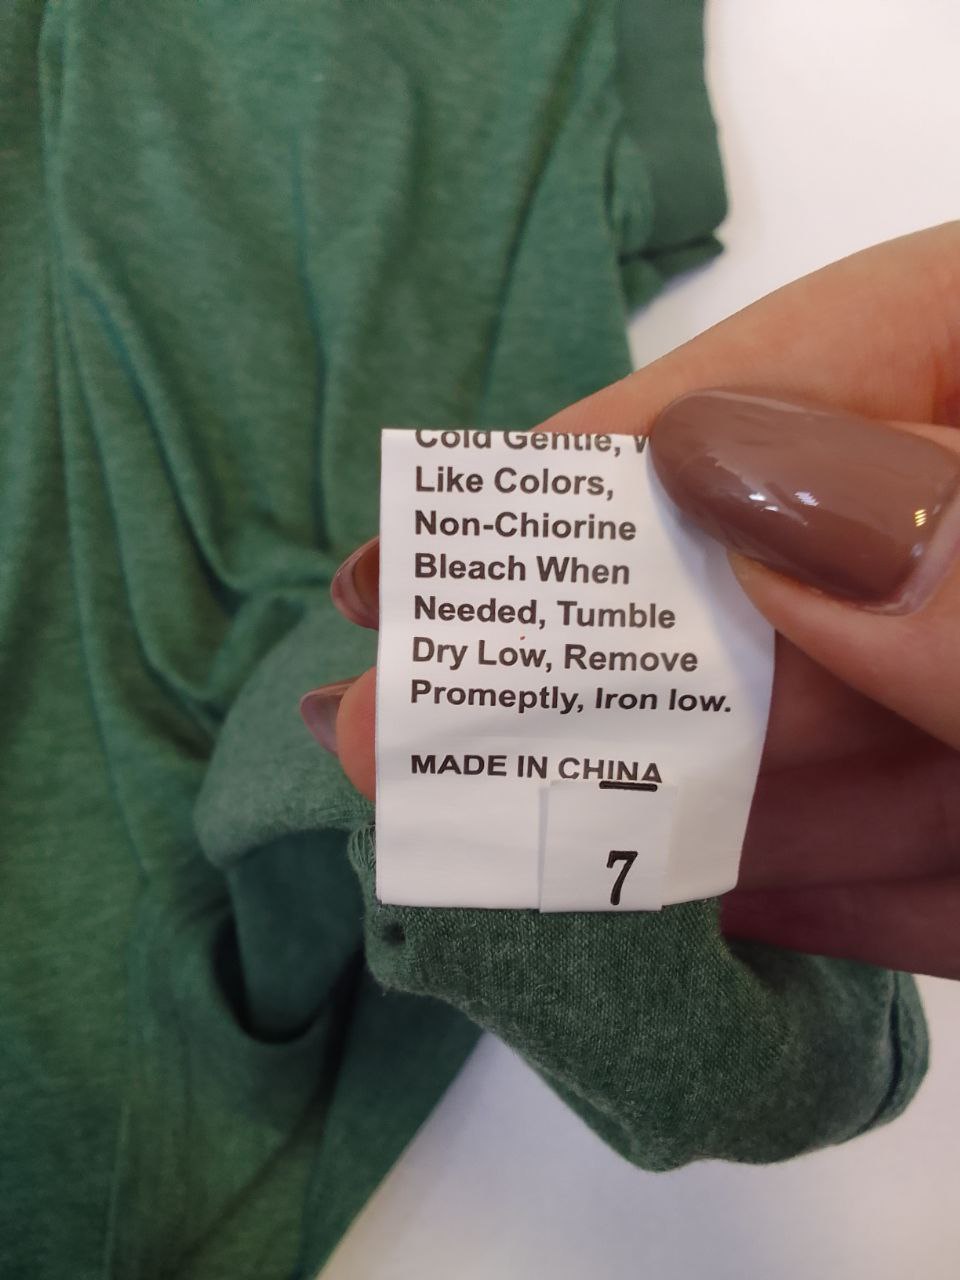 Cold Gentle,
Like Colors,
Non-Chiorine
Bleach When
Needed, Tumble
Dry Low, Remove
Promeptly, Iron low.
MADE IN CHINA
7